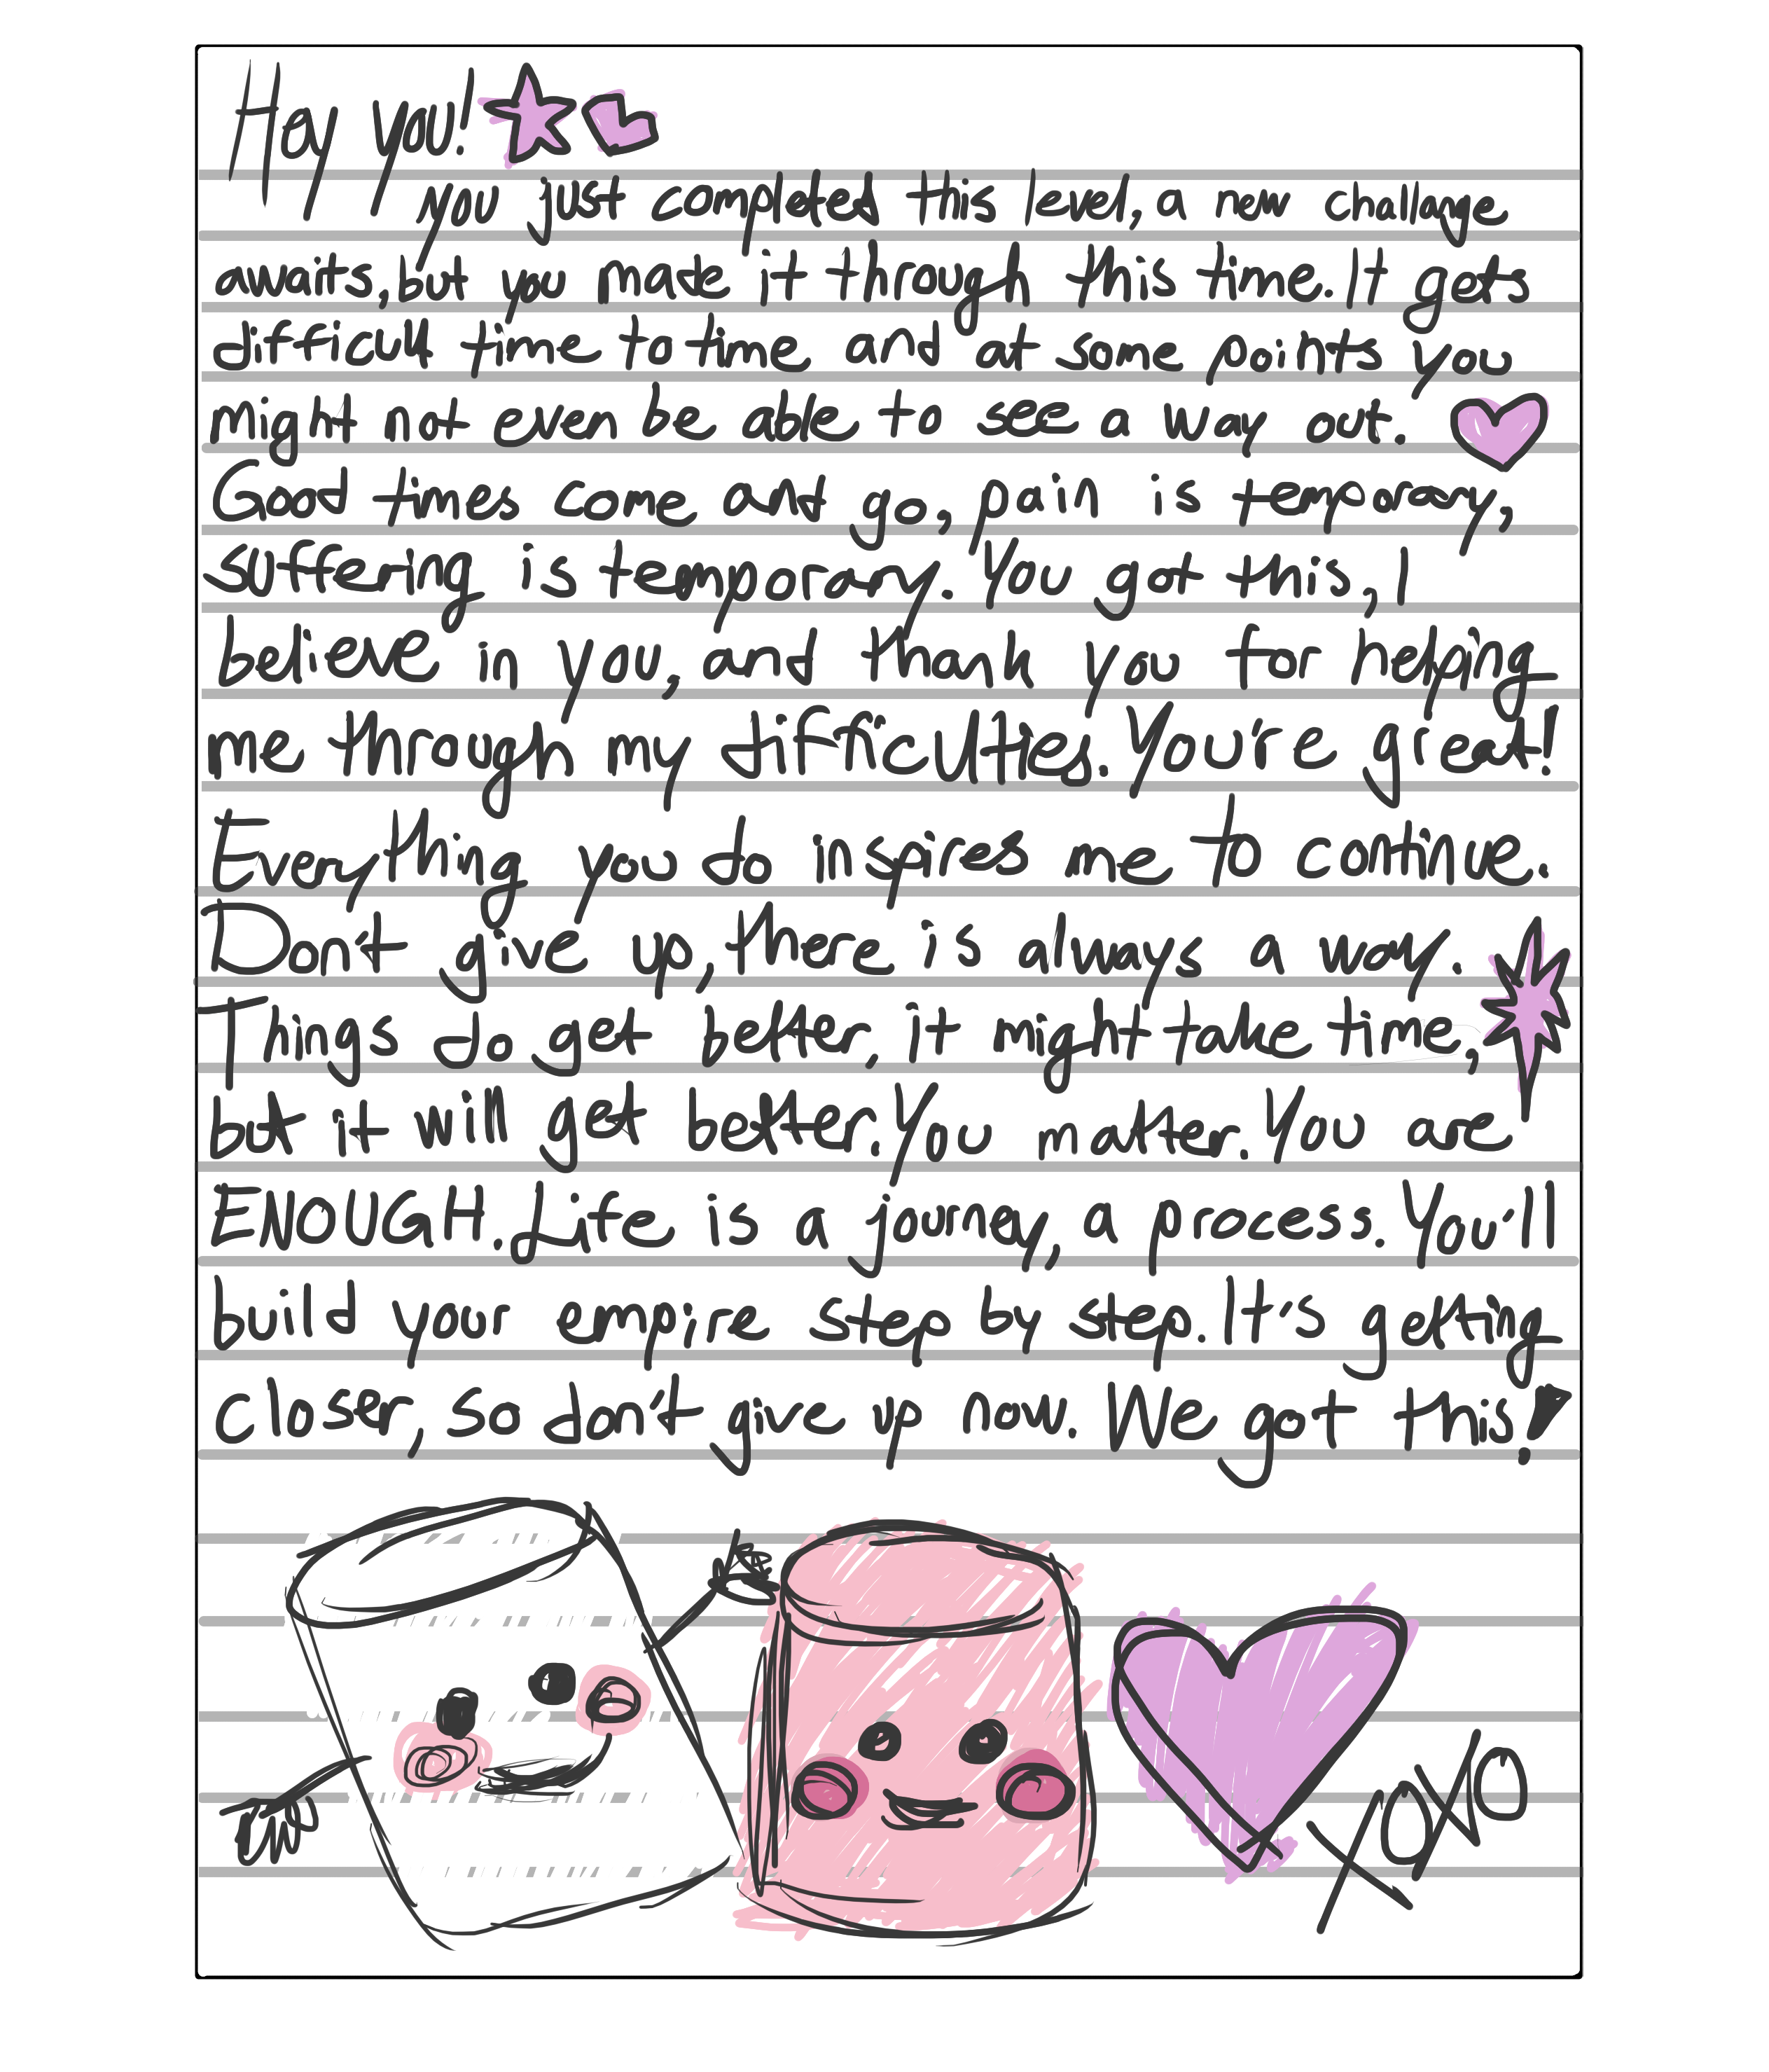 Hey you!
You just completed this level, a new challange
awaits, but you made it through this time. It gets
difficult time to time and at some points you
might not even be able to see a way out.
Good times come and go, pain is temporary,
suffering is temporary. You got this, I
believe in you, and thank you for helping
me through my difficulties. You're great!
Everything you do inspires me to continue.
Don't give up, there is always a way.
Things do get better, it might take time,
but it will get better. You matter. You are
ENOUGH. Life is a journey, a process. You'll
build your empire step by step. It's getting
closer, so don't give up now. We got this!
XOXO